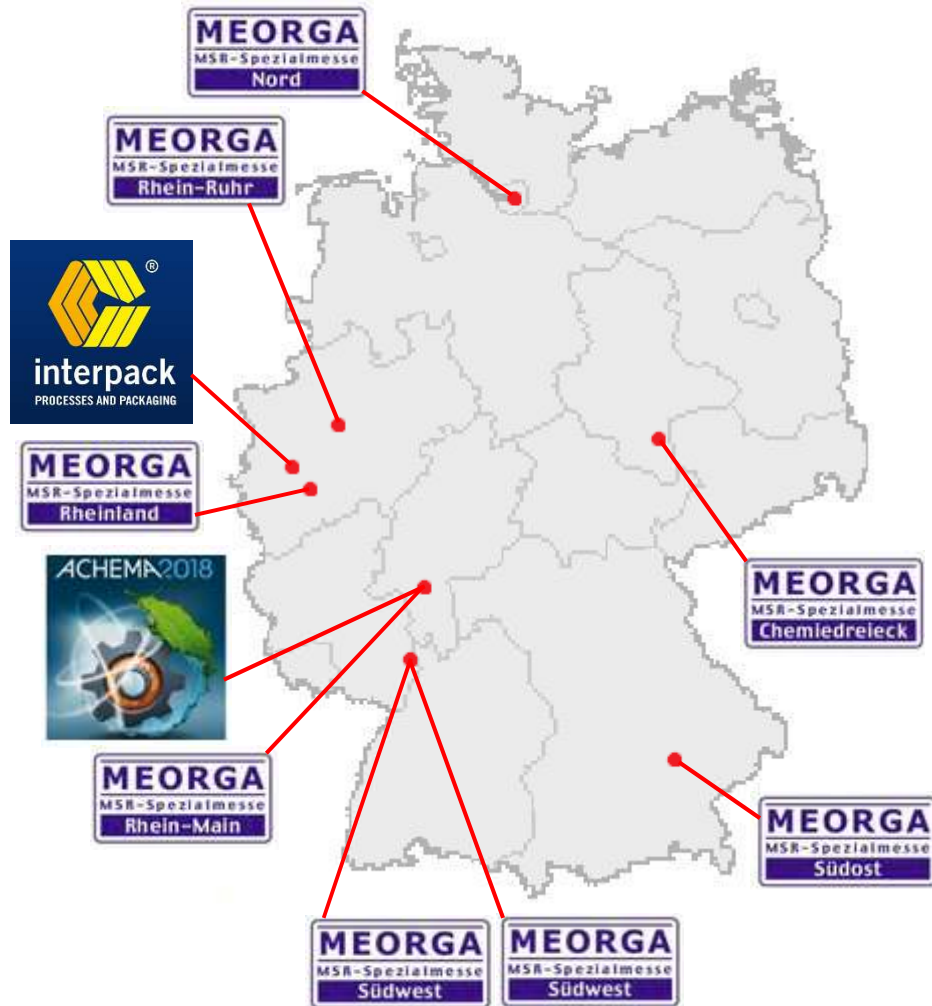 MEORGA
MSR-Spezialmesse
Nord
MEORGA
MSR-Spezialmesse
Rhein-Ruhr
®
interpack
PROCESSES AND PACKAGING
MEORGA
MSR-Spezialmesse
Rheinland
ACHEMA2018
MEORGA
MSR-Spezialmesse
Chemiedreieck
MEORGA
MSR-Spezialmesse
Rhein-Main
MEORGA
MSR-Spezialmesse
Südost
MEORGA
MSR-Spezialmesse
Südwest
MEORGA
MSR-Spezialmesse
Südwest